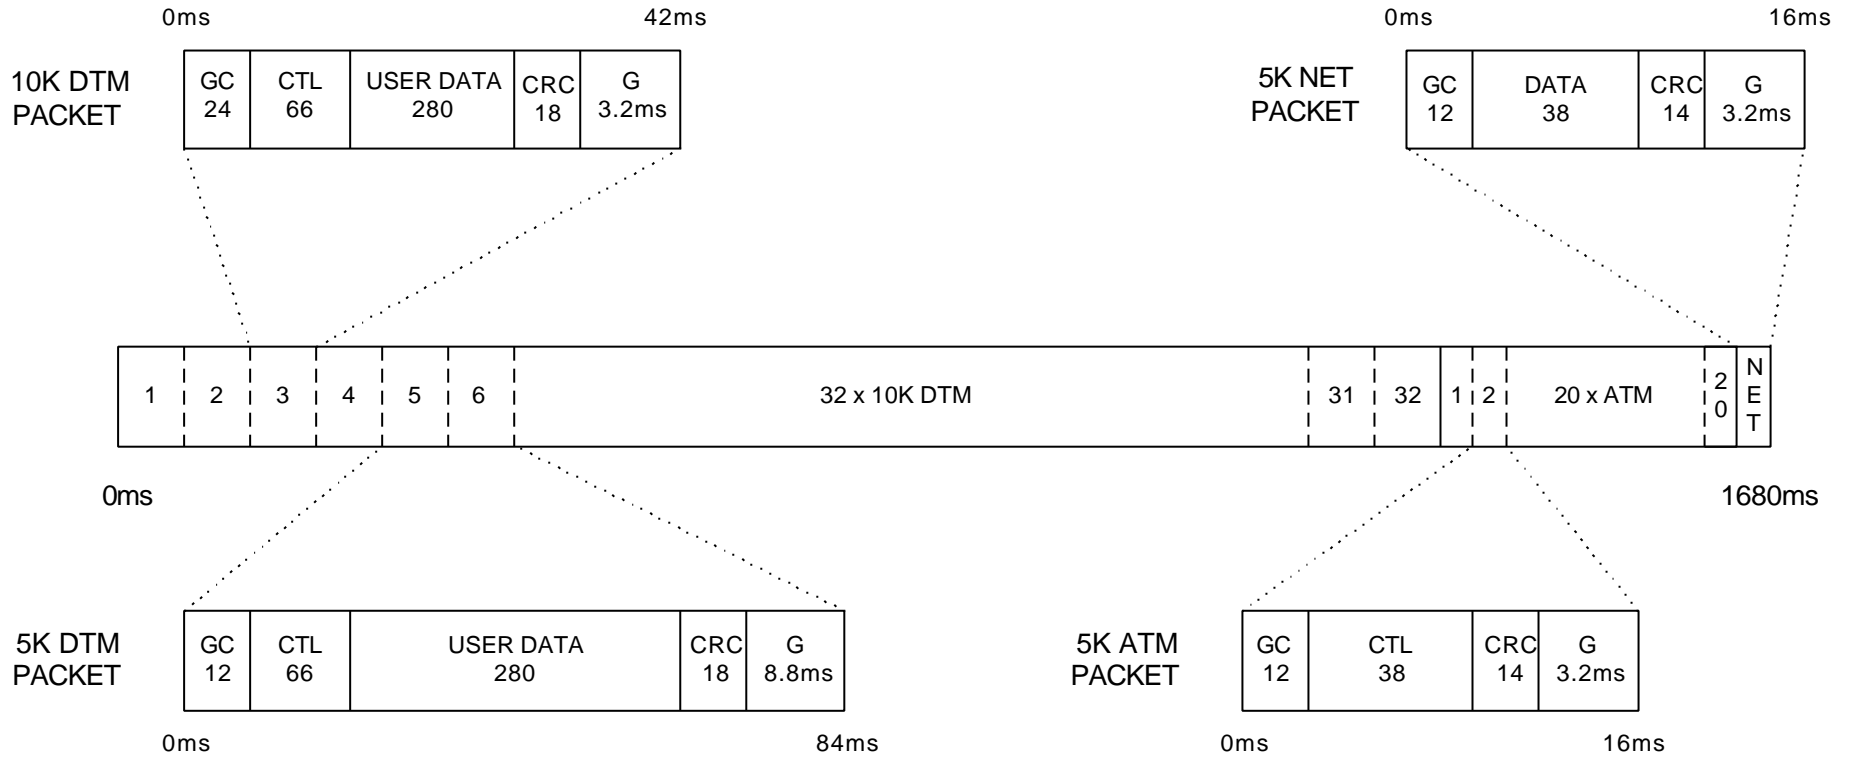 0ms 42ms 0ms 16ms
10K DTM
PACKET
GC
24
CTL
66
USER DATA
280
CRC
18
G
3.2ms
5K NET
PACKET
GC
12
DATA
38
CRC
14
G
3.2ms
1 2 3 4 5 6 32 x 10K DTM 31 32 1 2 20 x ATM
2
0
N
E
T
0ms 1680ms
5K DTM
PACKET
GC
12
CTL
66
USER DATA
280
CRC
18
G
8.8ms
5K ATM
PACKET
GC
12
CTL
38
CRC
14
G
3.2ms
0ms 84ms 0ms 16ms